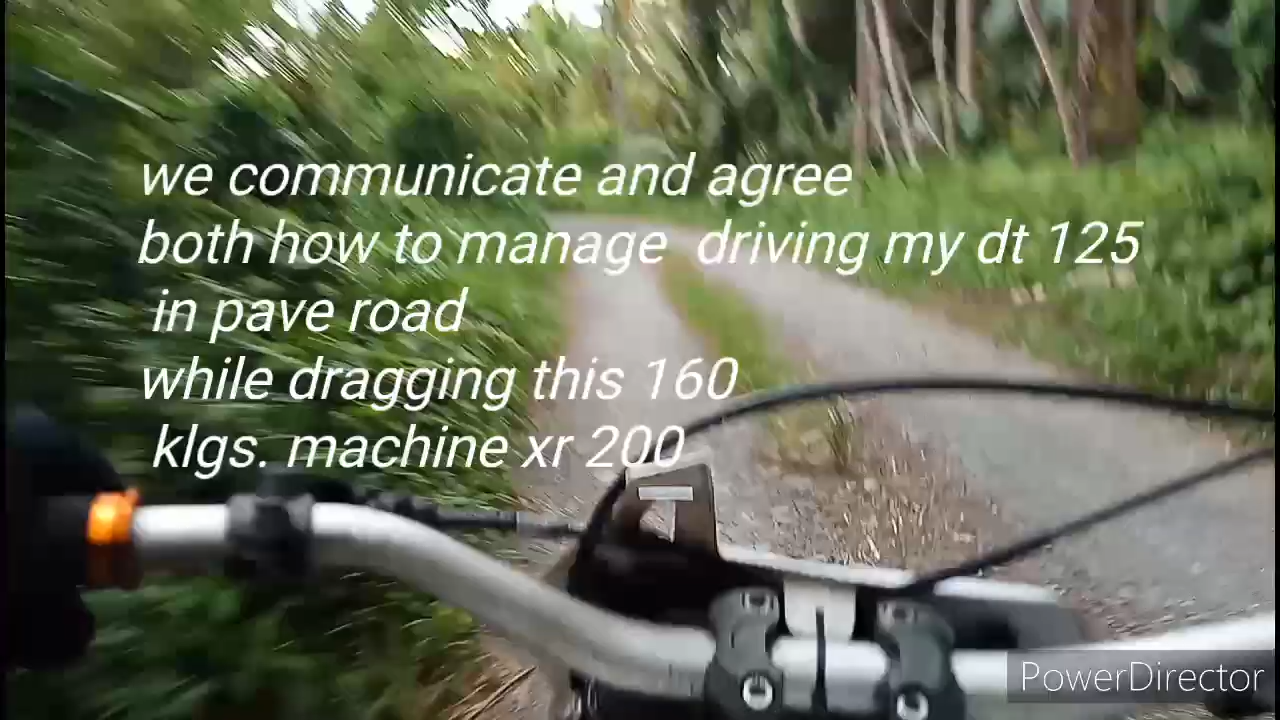 we communicate and agree
both how to manage driving my dt 125
in pave road
while dragging this 160
klgs. machine xr 200
PowerDirector